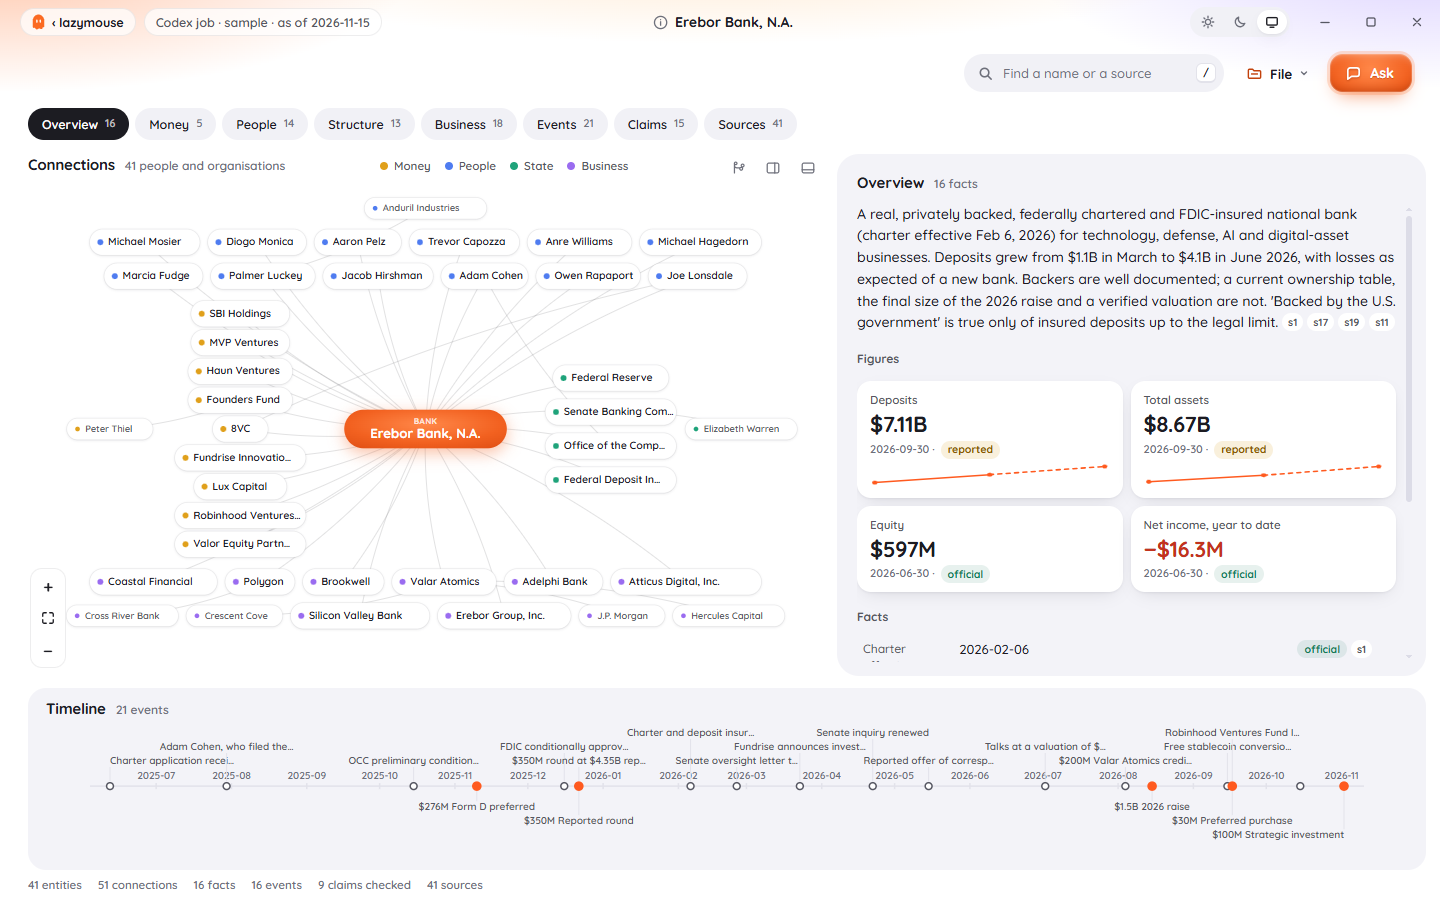 ‹ lazymouse
Codex job · sample · as of 2026-11-15
Erebor Bank, N.A.
Find a name or a source
/
File
Ask
Overview 16
Money 5
People 14
Structure 13
Business 18
Events 21
Claims 15
Sources 41
Connections 41 people and organisations
Money
People
State
Business
Anduril Industries
Michael Mosier
Diogo Monica
Aaron Pelz
Trevor Capozza
Anre Williams
Michael Hagedorn
Marcia Fudge
Palmer Luckey
Jacob Hirshman
Adam Cohen
Owen Rapaport
Joe Lonsdale
SBI Holdings
MVP Ventures
Haun Ventures
Founders Fund
Peter Thiel
8VC
Fundrise Innovatio...
Lux Capital
Robinhood Ventures...
Valor Equity Partn...
BANK
Erebor Bank, N.A.
Federal Reserve
Senate Banking Com...
Elizabeth Warren
Office of the Comp...
Federal Deposit In...
Coastal Financial
Polygon
Brookwell
Valar Atomics
Adelphi Bank
Atticus Digital, Inc.
Cross River Bank
Crescent Cove
Silicon Valley Bank
Erebor Group, Inc.
J.P. Morgan
Hercules Capital
+
−
Overview 16 facts
A real, privately backed, federally chartered and FDIC-insured national bank
(charter effective Feb 6, 2026) for technology, defense, AI and digital-asset
businesses. Deposits grew from $1.1B in March to $4.1B in June 2026, with losses as
expected of a new bank. Backers are well documented; a current ownership table,
the final size of the 2026 raise and a verified valuation are not. 'Backed by the U.S.
government' is true only of insured deposits up to the legal limit. s1 s17 s19 s11
Figures
Deposits
$7.11B
2026-09-30 · reported
Total assets
$8.67B
2026-09-30 · reported
Equity
$597M
2026-06-30 · official
Net income, year to date
−$16.3M
2026-06-30 · official
Facts
Charter 2026-02-06 official s1
Timeline 21 events
Charter and deposit insur...
Senate inquiry renewed
Robinhood Ventures Fund I...
Adam Cohen, who filed the...
FDIC conditionally approv...
Fundrise announces invest...
Talks at a valuation of $...
Free stablecoin conversio...
Charter application recei...
OCC preliminary condition...
$350M round at $4.35B rep...
Senate oversight letter t...
Reported offer of corresp...
$200M Valar Atomics credi...
2025-07
2025-08
2025-09
2025-10
2025-11
2025-12
2026-01
2026-02
2026-03
2026-04
2026-05
2026-06
2026-07
2026-08
2026-09
2026-10
2026-11
$276M Form D preferred
$1.5B 2026 raise
$350M Reported round
$30M Preferred purchase
$100M Strategic investment
41 entities
51 connections
16 facts
16 events
9 claims checked
41 sources